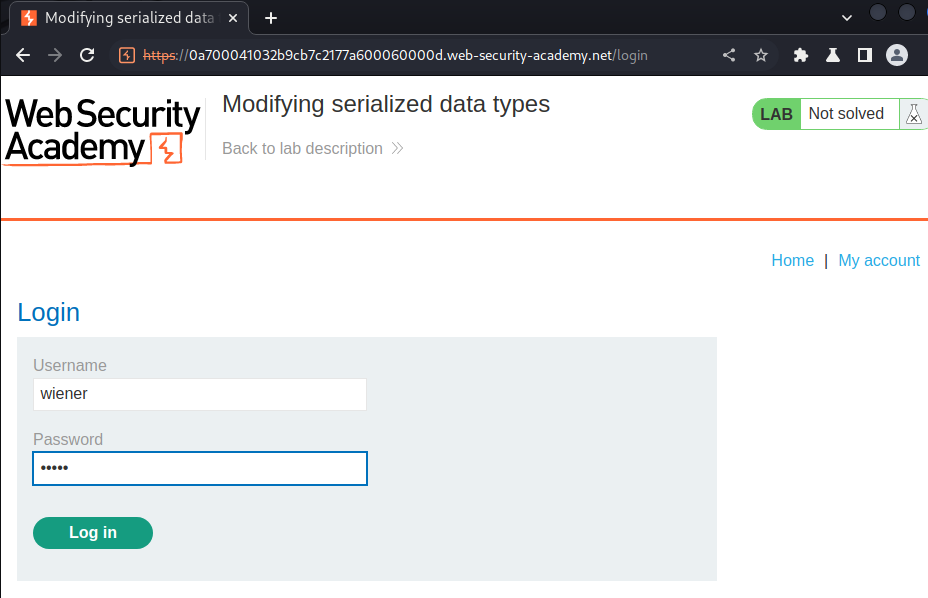 Modifying serialized data t
https://0a700041032b9cb7c2177a600060000d.web-security-academy.net/login
Web Security
Academy
Modifying serialized data types
Back to lab description
LAB Not solved
Home | My account
Login
Username
wiener
Password
•••••
Log in